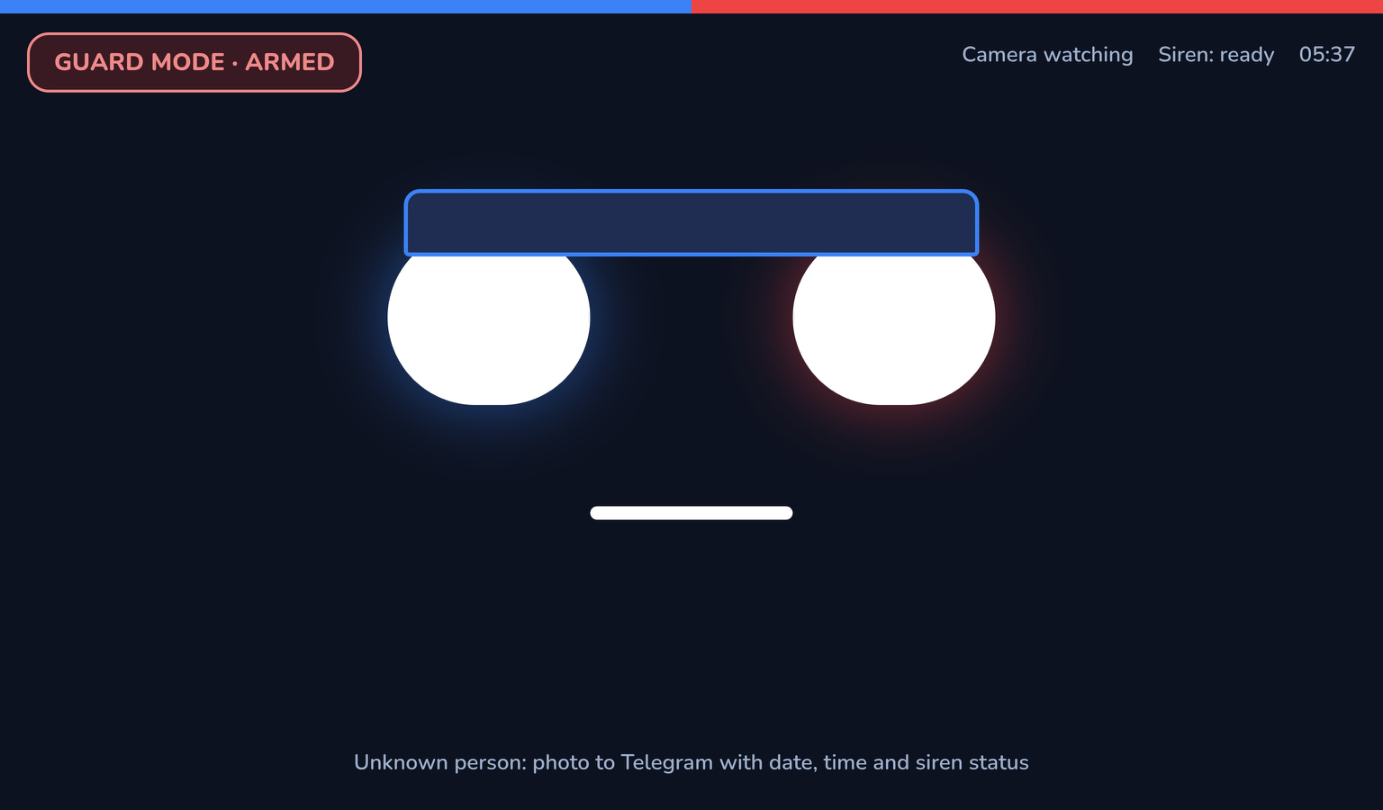 GUARD MODE · ARMED
Camera watching Siren: ready 05:37
Unknown person: photo to Telegram with date, time and siren status